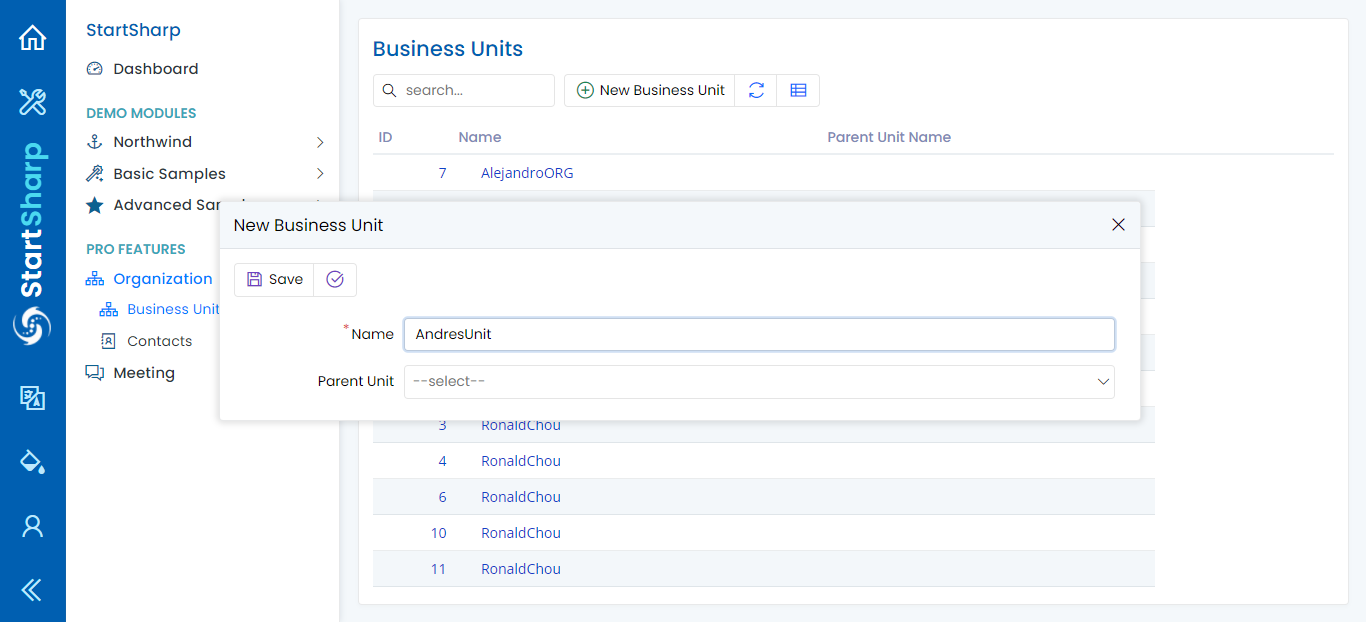 StartSharp
StartSharp
Dashboard
DEMO MODULES
Northwind
Basic Samples
Advanced
PRO FEATURES
Organization
Business Unit
Contacts
Meeting
Business Units
search...
New Business Unit
ID Name Parent Unit Name
7 AlejandroORG
New Business Unit
Save
*Name AndresUnit
Parent Unit --select--
3 RonaldChou
4 RonaldChou
6 RonaldChou
10 RonaldChou
11 RonaldChou